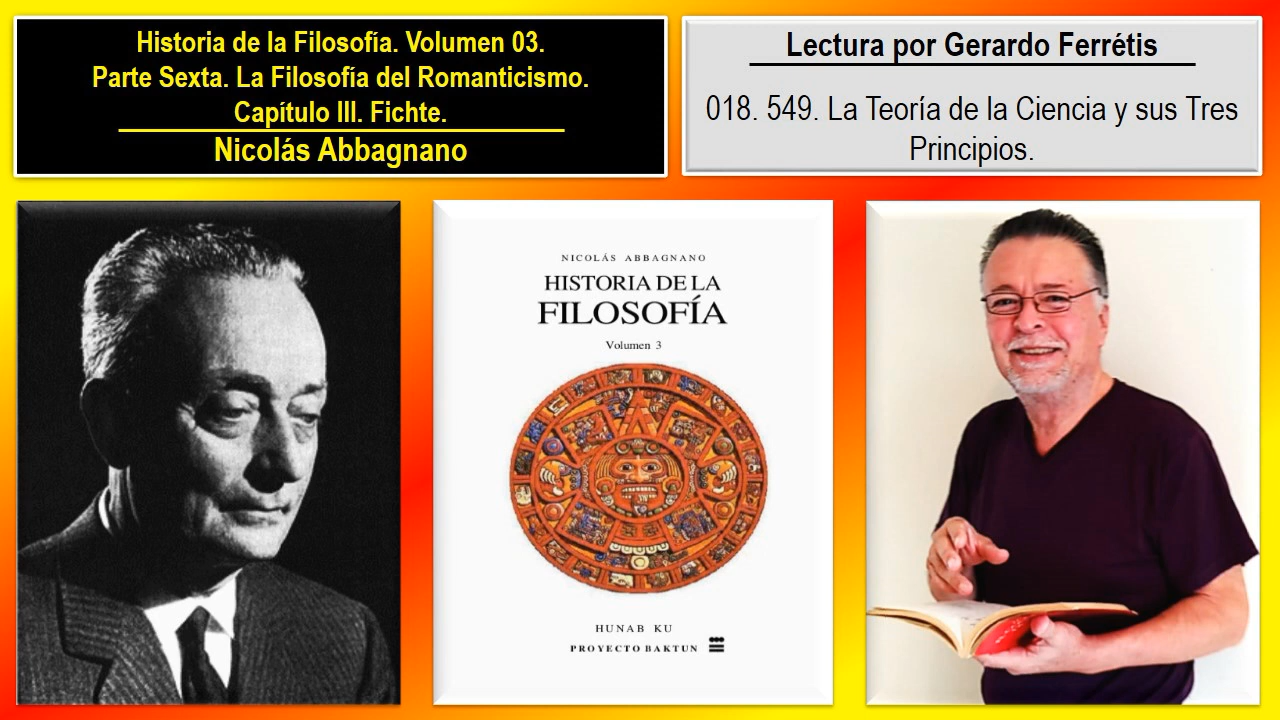 Historia de la Filosofía. Volumen 03.
Parte Sexta. La Filosofía del Romanticismo.
Capítulo III. Fichte.
Nicolás Abbagnano
Lectura por Gerardo Ferrétis
018. 549. La Teoría de la Ciencia y sus Tres
Principios.
NICOLÁS ABBAGNANO
HISTORIA DE LA
FILOSOFÍA
Volumen 3
HUNAB KU
PROYECTO BAKTUN